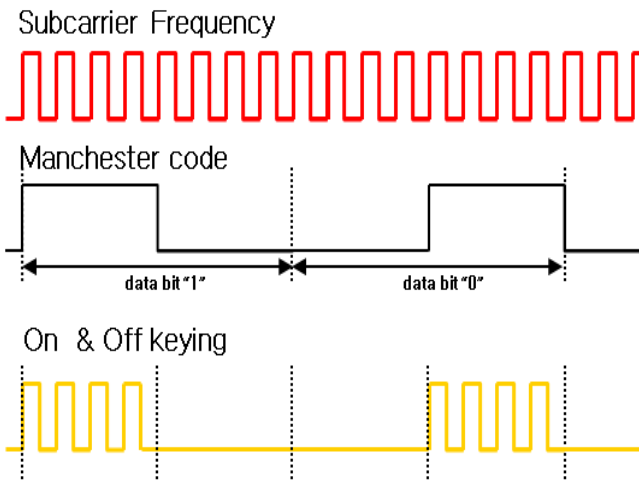 Subcarrier Frequency
Manchester code
data bit "1" data bit "0"
On & Off keying